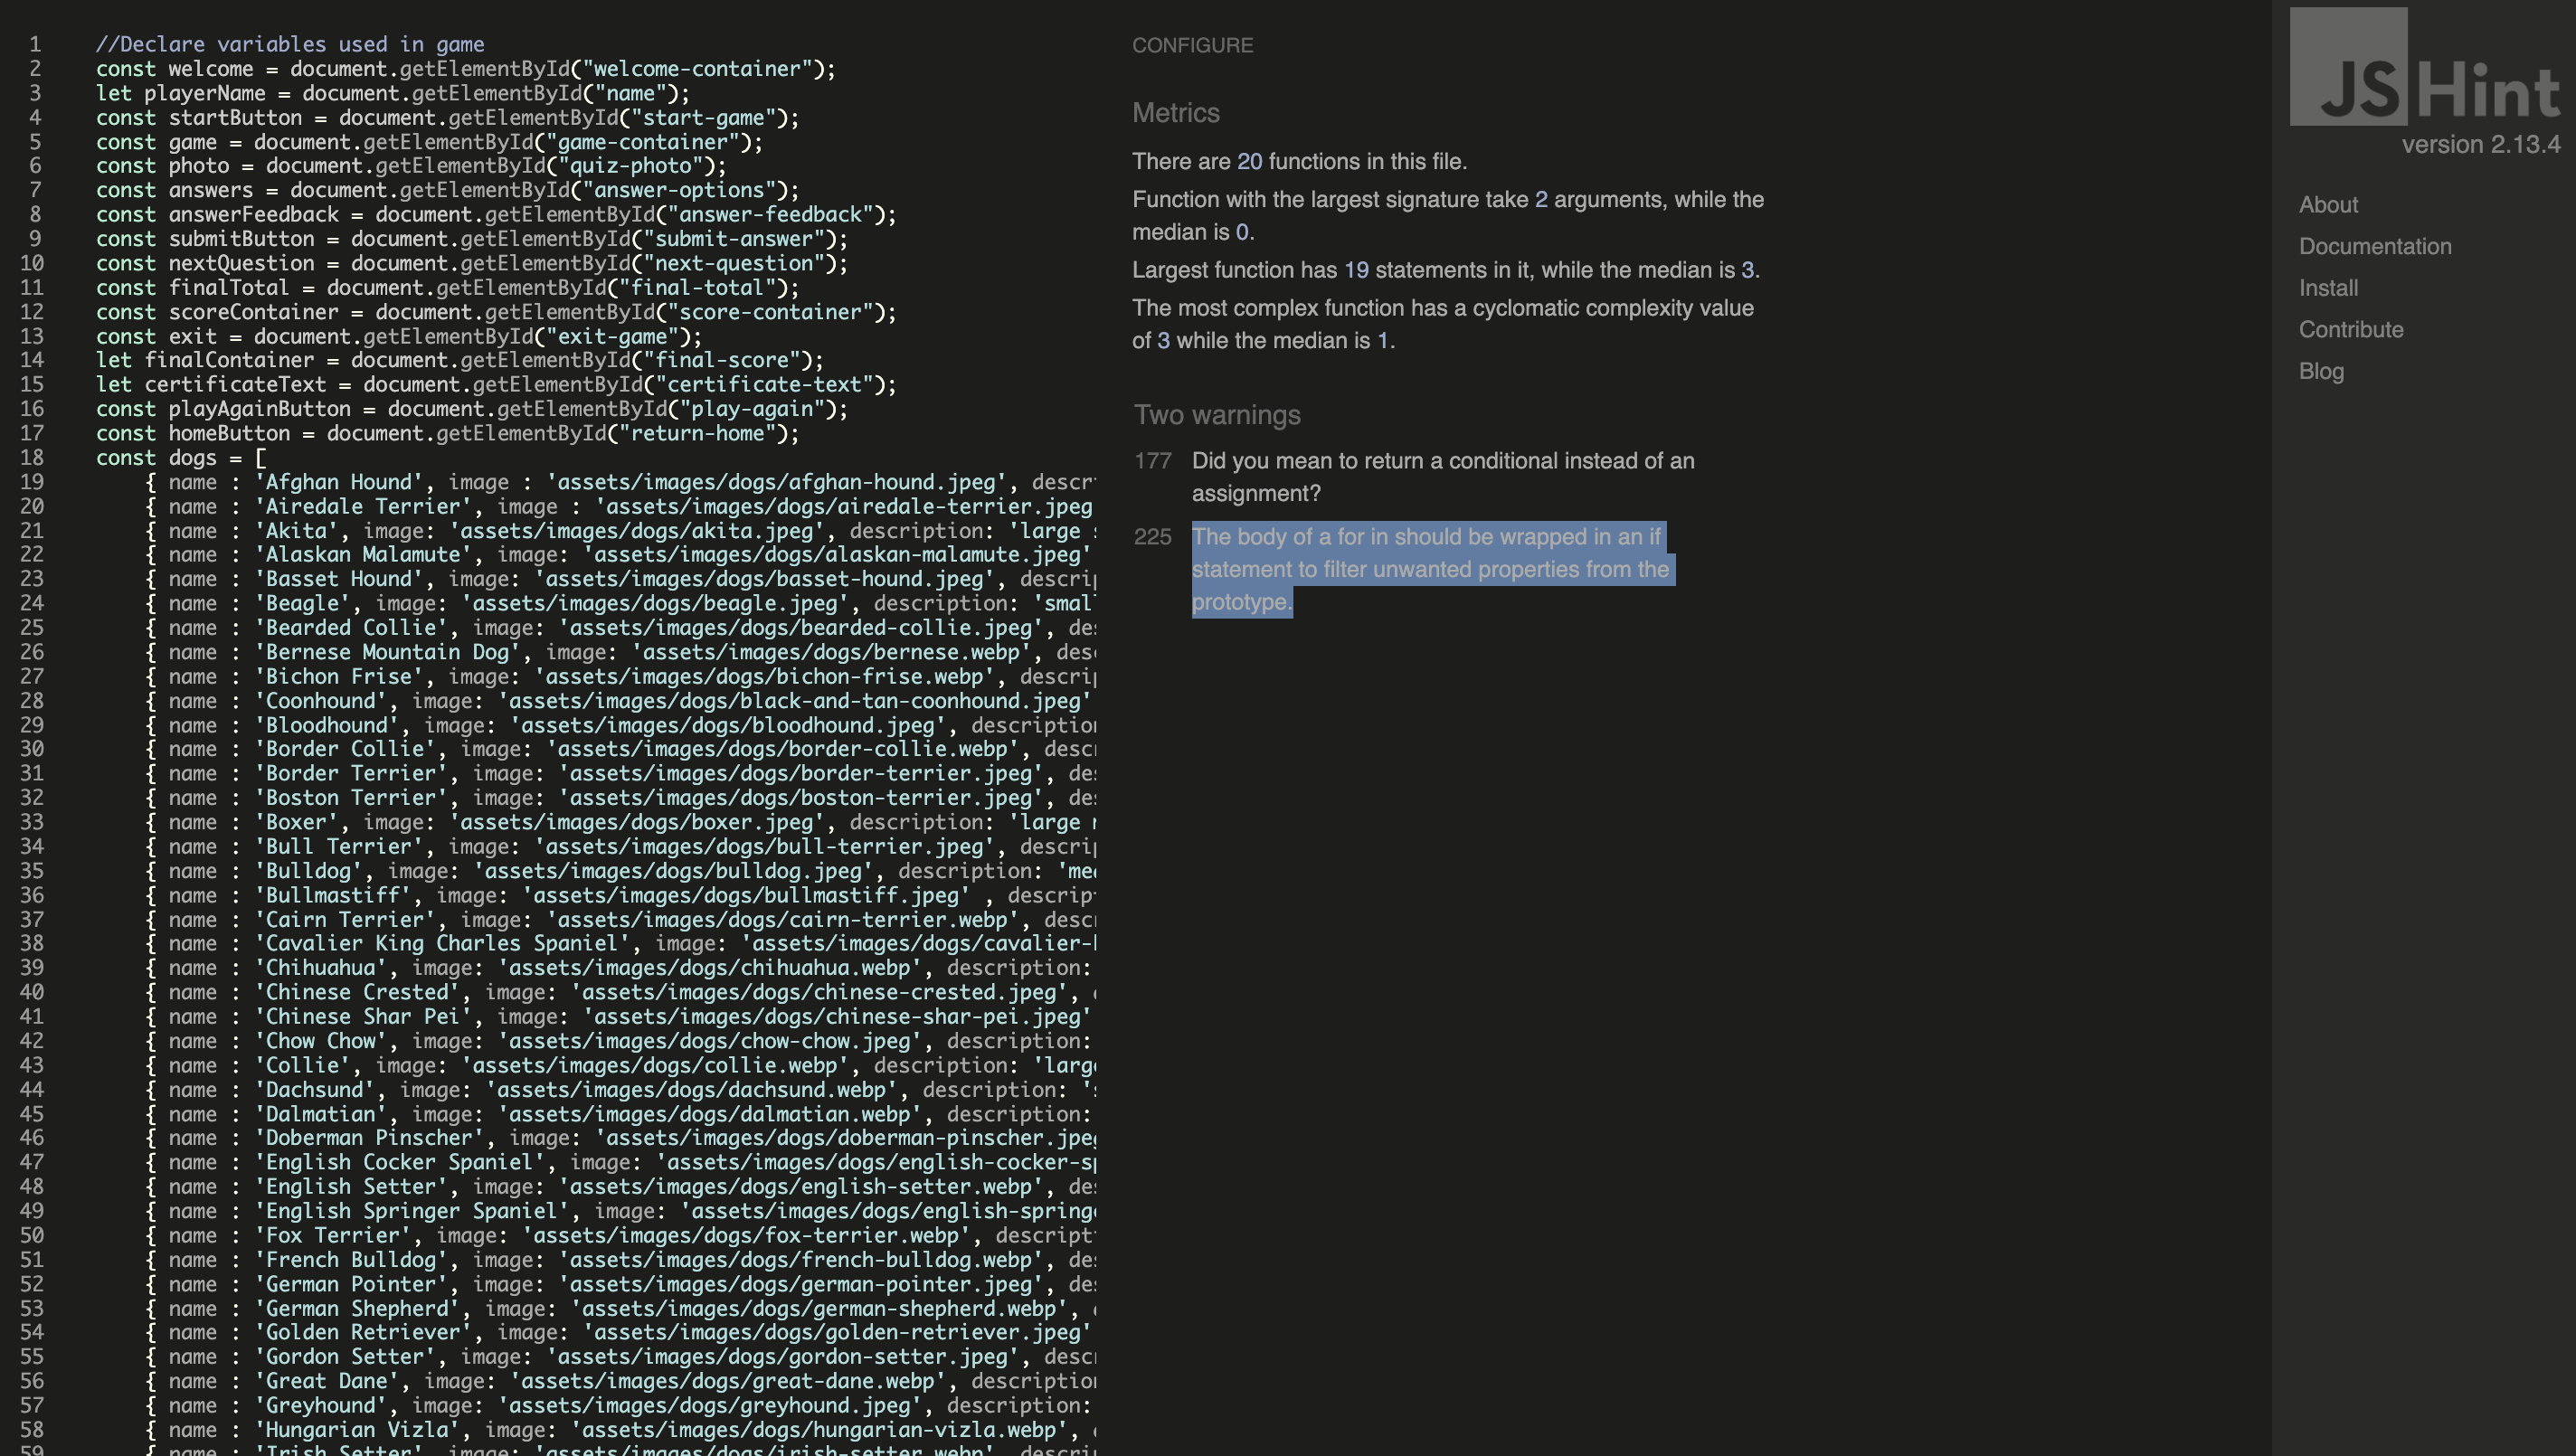 1 //Declare variables used in game
2 const welcome = document.getElementById("welcome-container");
3 let playerName = document.getElementById("name");
4 const startButton = document.getElementById("start-game");
5 const game = document.getElementById("game-container");
6 const photo = document.getElementById("quiz-photo");
7 const answers = document.getElementById("answer-options");
8 const answerFeedback = document.getElementById("answer-feedback");
9 const submitButton = document.getElementById("submit-answer");
10 const nextQuestion = document.getElementById("next-question");
11 const finalTotal = document.getElementById("final-total");
12 const scoreContainer = document.getElementById("score-container");
13 const exit = document.getElementById("exit-game");
14 let finalContainer = document.getElementById("final-score");
15 let certificateText = document.getElementById("certificate-text");
16 const playAgainButton = document.getElementById("play-again");
17 const homeButton = document.getElementById("return-home");
18 const dogs = [
19 { name : 'Afghan Hound', image : 'assets/images/dogs/afghan-hound.jpeg', descr
20 { name : 'Airedale Terrier', image : 'assets/images/dogs/airedale-terrier.jpeg
21 { name : 'Akita', image: 'assets/images/dogs/akita.jpeg', description: 'large
22 { name : 'Alaskan Malamute', image: 'assets/images/dogs/alaskan-malamute.jpeg'
23 { name : 'Basset Hound', image: 'assets/images/dogs/basset-hound.jpeg', descri
24 { name : 'Beagle', image: 'assets/images/dogs/beagle.jpeg', description: 'smal
25 { name : 'Bearded Collie', image: 'assets/images/dogs/bearded-collie.jpeg', de
26 { name : 'Bernese Mountain Dog', image: 'assets/images/dogs/bernese.webp', des
27 { name : 'Bichon Frise', image: 'assets/images/dogs/bichon-frise.webp', descri
28 { name : 'Coonhound', image: 'assets/images/dogs/black-and-tan-coonhound.jpeg'
29 { name : 'Bloodhound', image: 'assets/images/dogs/bloodhound.jpeg', description
30 { name : 'Border Collie', image: 'assets/images/dogs/border-collie.webp', desc
31 { name : 'Border Terrier', image: 'assets/images/dogs/border-terrier.jpeg', de
32 { name : 'Boston Terrier', image: 'assets/images/dogs/boston-terrier.jpeg', de
33 { name : 'Boxer', image: 'assets/images/dogs/boxer.jpeg', description: 'large
34 { name : 'Bull Terrier', image: 'assets/images/dogs/bull-terrier.jpeg', descri
35 { name : 'Bulldog', image: 'assets/images/dogs/bulldog.jpeg', description: 'me
36 { name : 'Bullmastiff', image: 'assets/images/dogs/bullmastiff.jpeg' , descrip
37 { name : 'Cairn Terrier', image: 'assets/images/dogs/cairn-terrier.webp', desc
38 { name : 'Cavalier King Charles Spaniel', image: 'assets/images/dogs/cavalier-
39 { name : 'Chihuahua', image: 'assets/images/dogs/chihuahua.webp', description:
40 { name : 'Chinese Crested', image: 'assets/images/dogs/chinese-crested.jpeg',
41 { name : 'Chinese Shar Pei', image: 'assets/images/dogs/chinese-shar-pei.jpeg'
42 { name : 'Chow Chow', image: 'assets/images/dogs/chow-chow.jpeg', description:
43 { name : 'Collie', image: 'assets/images/dogs/collie.webp', description: 'larg
44 { name : 'Dachsund', image: 'assets/images/dogs/dachsund.webp', description: '
45 { name : 'Dalmatian', image: 'assets/images/dogs/dalmatian.webp', description:
46 { name : 'Doberman Pinscher', image: 'assets/images/dogs/doberman-pinscher.jpe
47 { name : 'English Cocker Spaniel', image: 'assets/images/dogs/english-cocker-s
48 { name : 'English Setter', image: 'assets/images/dogs/english-setter.webp', de
49 { name : 'English Springer Spaniel', image: 'assets/images/dogs/english-spring
50 { name : 'Fox Terrier', image: 'assets/images/dogs/fox-terrier.webp', descript
51 { name : 'French Bulldog', image: 'assets/images/dogs/french-bulldog.webp', de
52 { name : 'German Pointer', image: 'assets/images/dogs/german-pointer.jpeg', de
53 { name : 'German Shepherd', image: 'assets/images/dogs/german-shepherd.webp',
54 { name : 'Golden Retriever', image: 'assets/images/dogs/golden-retriever.jpeg'
55 { name : 'Gordon Setter', image: 'assets/images/dogs/gordon-setter.jpeg', desc
56 { name : 'Great Dane', image: 'assets/images/dogs/great-dane.webp', description
57 { name : 'Greyhound', image: 'assets/images/dogs/greyhound.jpeg', description:
58 { name : 'Hungarian Vizla', image: 'assets/images/dogs/hungarian-vizla.webp',
59 { name : 'Irish Setter', image: 'assets/images/dogs/irish-setter.webp', descri
CONFIGURE
Metrics
There are 20 functions in this file.
Function with the largest signature take 2 arguments, while the
median is 0.
Largest function has 19 statements in it, while the median is 3.
The most complex function has a cyclomatic complexity value
of 3 while the median is 1.
Two warnings
177 Did you mean to return a conditional instead of an
assignment?
225 The body of a for in should be wrapped in an if
statement to filter unwanted properties from the
prototype.
JSHint
version 2.13.4
About
Documentation
Install
Contribute
Blog